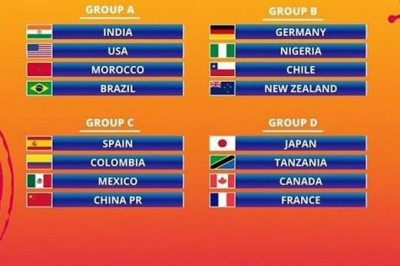 GROUP A
INDIA
USA
MOROCCO
BRAZIL
GROUP B
GERMANY
NIGERIA
CHILE
NEW ZEALAND
GROUP C
SPAIN
COLOMBIA
MEXICO
CHINA PR
GROUP D
JAPAN
TANZANIA
CANADA
FRANCE